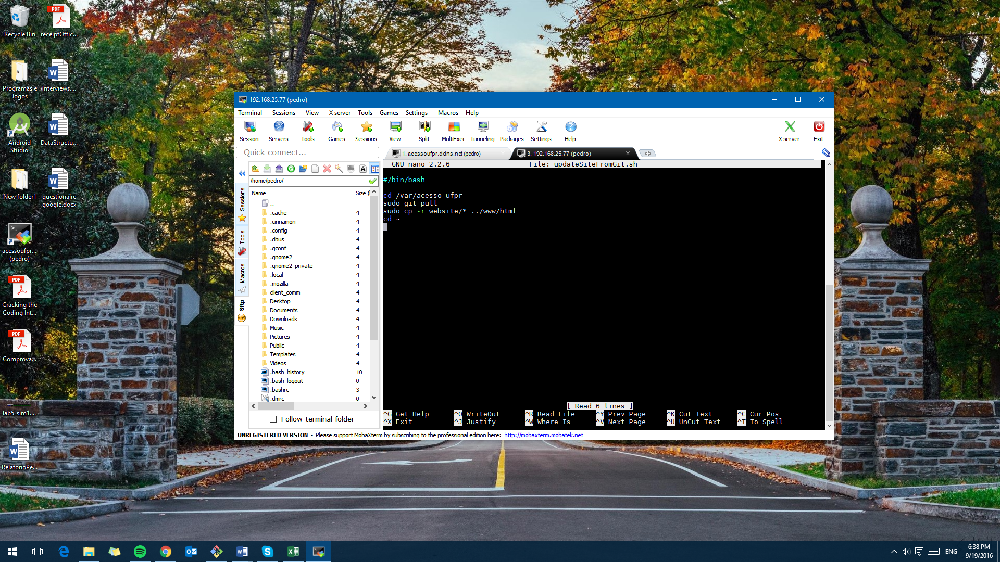 Recycle Bin
receiptOffic...
Programas e
Jogos
Interviews....
Android
Studio
DataStructu...
New folder1
questionaire
google.docx
acessoufpr...
(pedro)
Cracking the
Coding Int...
Comprova...
lab5_sim1....
RelatorioPe...
192.168.25.77 (pedro)
Terminal Sessions View X server Tools Games Settings Macros Help
Session Servers Tools Games Sessions View Split MultiExec Tunneling Packages Settings Help X server Exit
Quick connect...
1. acessoufpr.ddns.net (pedro)
3. 192.168.25.77 (pedro)
Sessions
Tools
Macros
Sftp
/home/pedro/
Name Size (
..
.cache 4
.cinnamon 4
.config 4
.dbus 4
.gconf 4
.gnome2 4
.gnome2_private 4
.local 4
.mozilla 4
client_comm 4
Desktop 4
Documents 4
Downloads 4
Music 4
Pictures 4
Public 4
Templates 4
Videos 4
.bash_history 10
.bash_logout 0
.bashrc 3
.dmrc 0
Follow terminal folder
GNU nano 2.2.6 File: updateSiteFromGit.sh
#/bin/bash
cd /var/acesso_ufpr
sudo git pull
sudo cp -r website/* ../www/html
cd ~
[ Read 6 lines ]
^G Get Help ^O WriteOut ^R Read File ^Y Prev Page ^K Cut Text ^C Cur Pos
^X Exit ^J Justify ^W Where Is ^V Next Page ^U UnCut Text ^T To Spell
UNREGISTERED VERSION - Please support MobaXterm by subscribing to the professional edition here: http://mobaxterm.mobatek.net
ENG
6:38 PM
9/19/2016